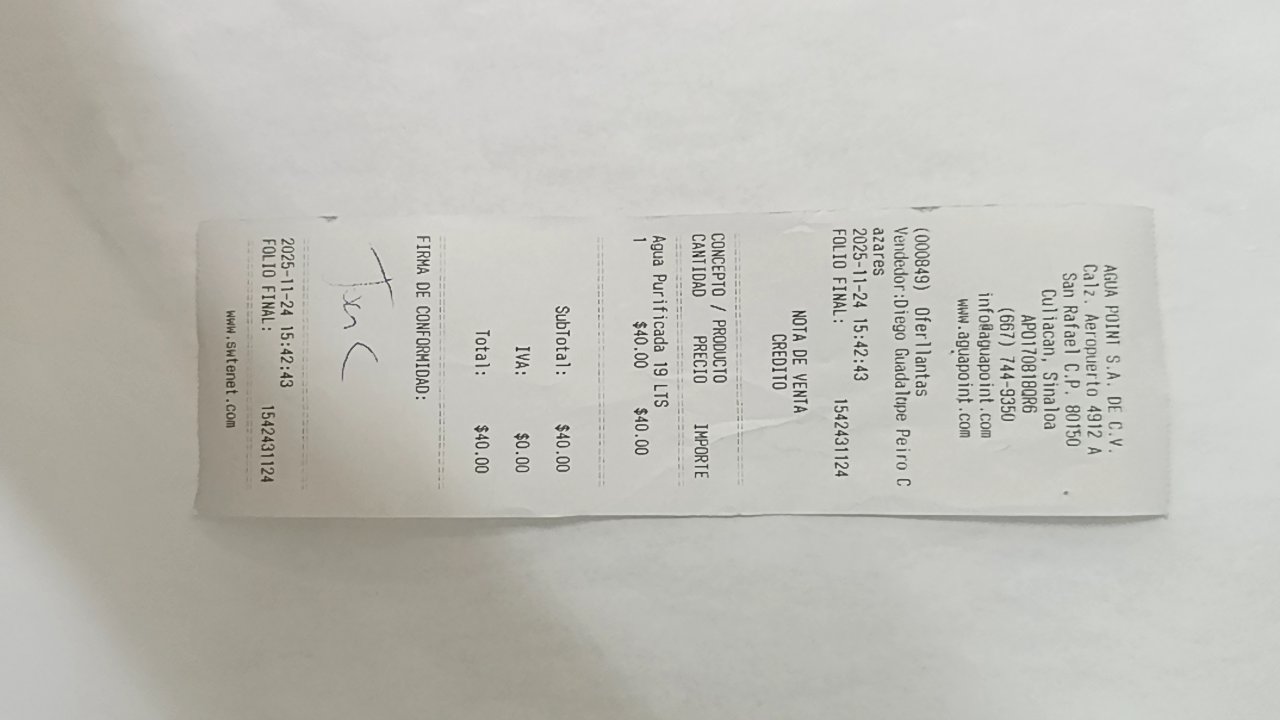 AGUA POINT S.A. DE C.V.
Calz. Aeropuerto 4912 A
San Rafael C.P. 80150
Culiacan, Sinaloa
APO170818QR6
(667) 744-9350
info@aguapoint.com
www.aguapoint.com
(000849) Oferllantas
Vendedor:Diego Guadalupe Peiro C
azares
2025-11-24 15:42:43
FOLIO FINAL: 1542431124
NOTA DE VENTA
CREDITO
CONCEPTO / PRODUCTO
CANTIDAD PRECIO IMPORTE
Agua Purificada 19 LTS
1 $40.00 $40.00
SubTotal: $40.00
IVA: $0.00
Total: $40.00
FIRMA DE CONFORMIDAD:
2025-11-24 15:42:43
FOLIO FINAL: 1542431124
www.swtenet.com